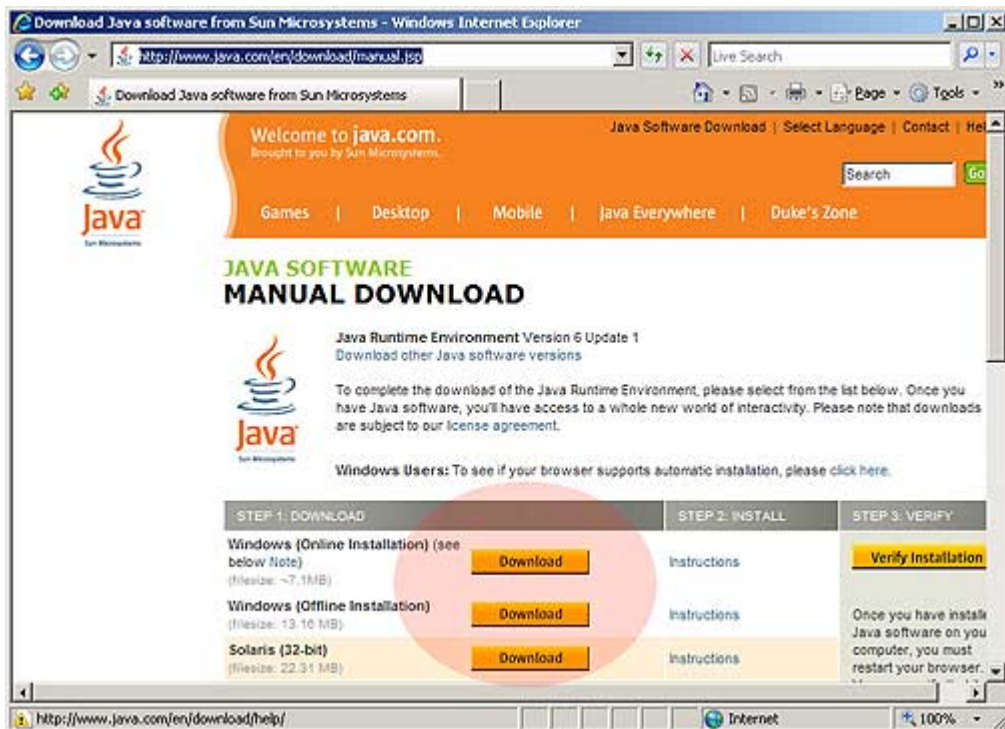 Download Java software from Sun Microsystems - Windows Internet Explorer
http://www.java.com/en/download/manual.jsp
Live Search
Download Java software from Sun Microsystems
Page
Tools
Java
Sun Microsystems
Welcome to java.com.
Brought to you by Sun Microsystems.
Java Software Download | Select Language | Contact | Hel
Search
Go
Games | Desktop | Mobile | Java Everywhere | Duke's Zone
JAVA SOFTWARE
MANUAL DOWNLOAD
Java
Sun Microsystems
Java Runtime Environment Version 6 Update 1
Download other Java software versions
To complete the download of the Java Runtime Environment, please select from the list below. Once you
have Java software, you'll have access to a whole new world of interactivity. Please note that downloads
are subject to our license agreement.
Windows Users: To see if your browser supports automatic installation, please click here.
STEP 1: DOWNLOAD
STEP 2: INSTALL
STEP 3: VERIFY
Windows (Online Installation) (see
below Note)
(filesize: ~7.1MB)
Download
Instructions
Windows (Offline Installation)
(filesize: 13.16 MB)
Download
Instructions
Solaris (32-bit)
(filesize: 22.31 MB)
Download
Instructions
Verify Installation
Once you have installe
Java software on you
computer, you must
restart your browser.
http://www.java.com/en/download/help/
Internet
100%